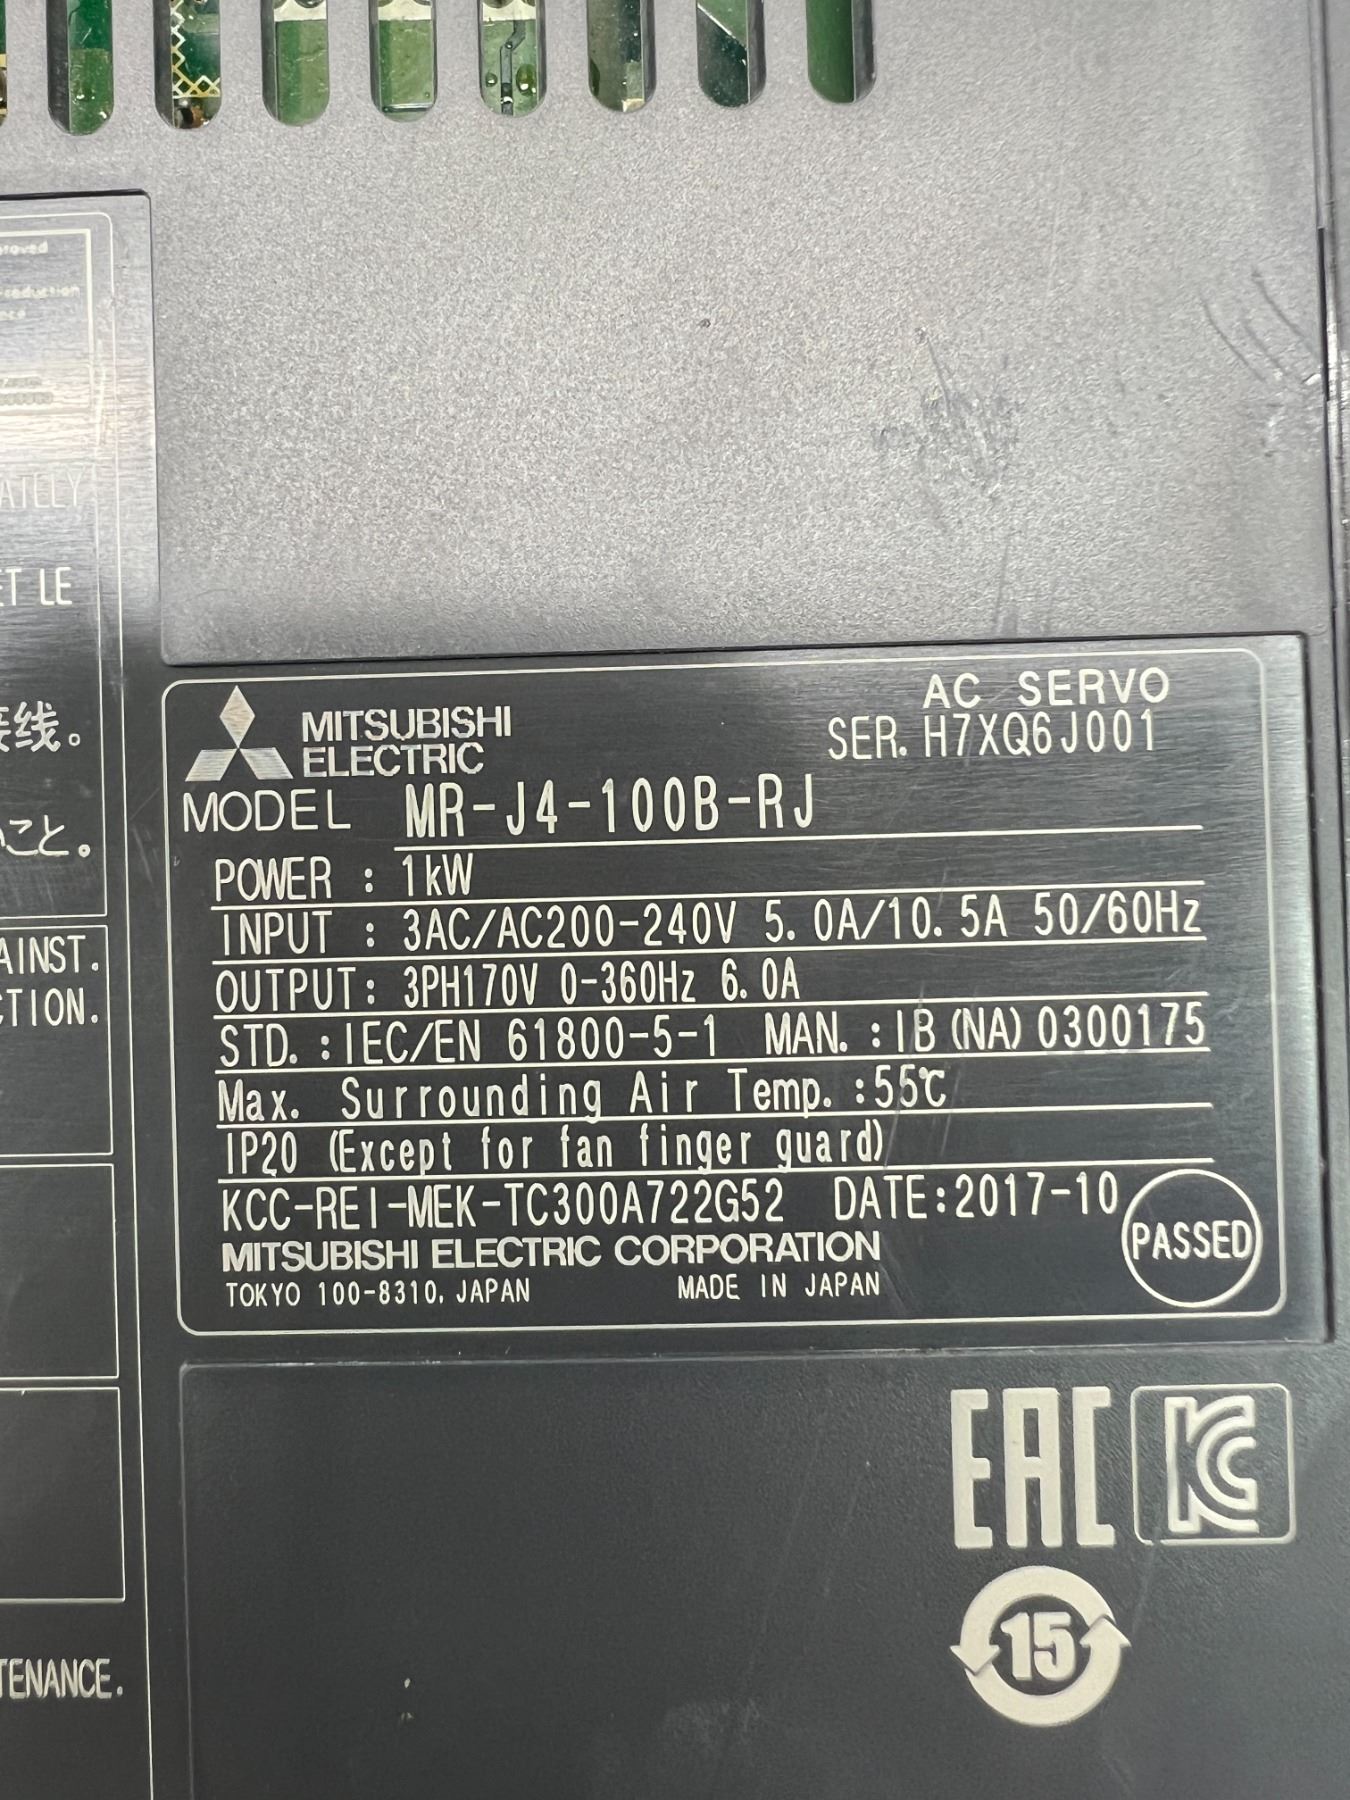 roved
reduction
ATELY
ET LE
接线。
こと。
AINST.
CTION.
TENANCE.
MITSUBISHI
ELECTRIC
AC SERVO
SER. H7XQ6J001
MODEL MR-J4-100B-RJ
POWER : 1kW
INPUT : 3AC/AC200-240V 5.0A/10.5A 50/60Hz
OUTPUT: 3PH170V 0-360Hz 6.0A
STD. : IEC/EN 61800-5-1 MAN. : IB(NA)0300175
Max. Surrounding Air Temp. :55℃
IP20 (Except for fan finger guard)
KCC-REI-MEK-TC300A722G52 DATE:2017-10
PASSED
MITSUBISHI ELECTRIC CORPORATION
TOKYO 100-8310, JAPAN MADE IN JAPAN
EAC KC
15